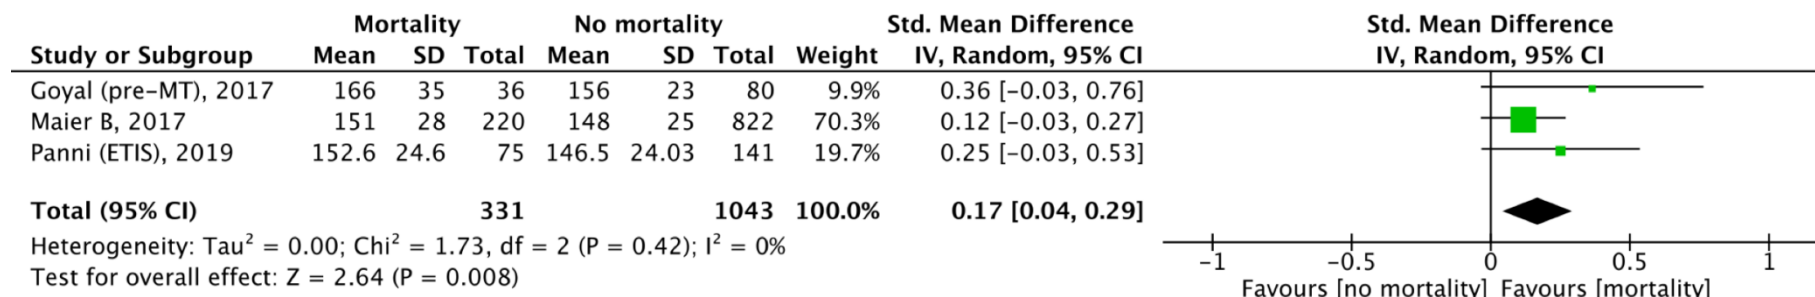 Mortality No mortality Std. Mean Difference Std. Mean Difference
Study or Subgroup Mean SD Total Mean SD Total Weight IV, Random, 95% CI IV, Random, 95% CI
Goyal (pre-MT), 2017 166 35 36 156 23 80 9.9% 0.36 [-0.03, 0.76]
Maier B, 2017 151 28 220 148 25 822 70.3% 0.12 [-0.03, 0.27]
Panni (ETIS), 2019 152.6 24.6 75 146.5 24.03 141 19.7% 0.25 [-0.03, 0.53]
Total (95% CI) 331 1043 100.0% 0.17 [0.04, 0.29]
Heterogeneity: Tau² = 0.00; Chi² = 1.73, df = 2 (P = 0.42); I² = 0%
Test for overall effect: Z = 2.64 (P = 0.008)
-1 -0.5 0 0.5 1
Favours [no mortality] Favours [mortality]